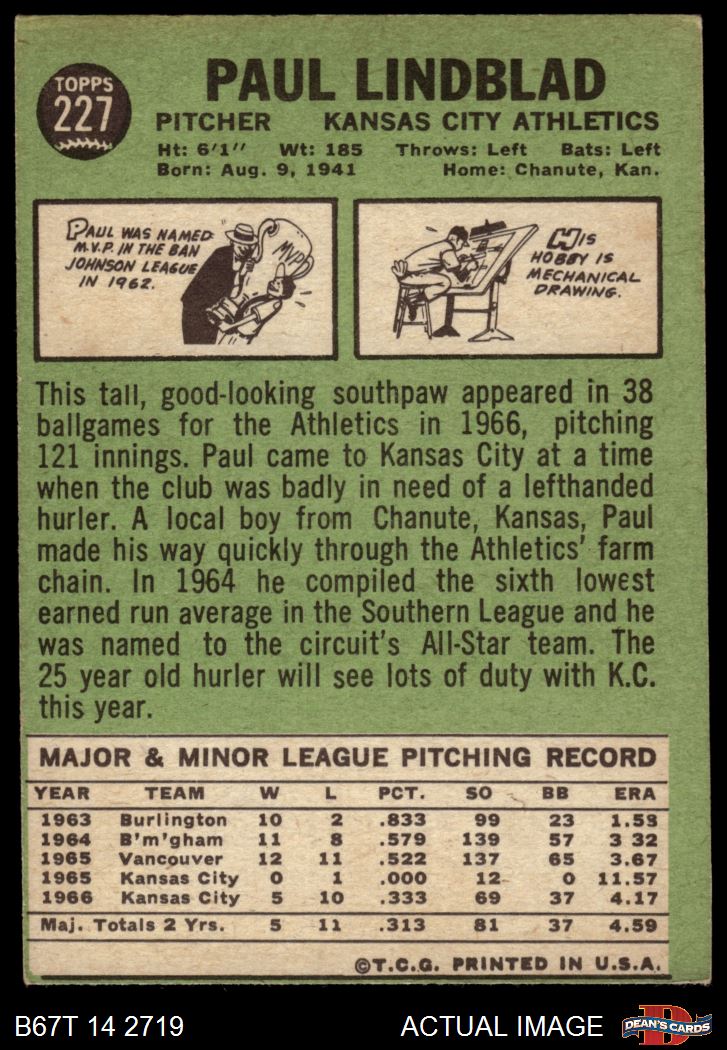 TOPPS
227
PAUL LINDBLAD
PITCHER KANSAS CITY ATHLETICS
Ht: 6'1" Wt: 185 Throws: Left Bats: Left
Born: Aug. 9, 1941 Home: Chanute, Kan.
PAUL WAS NAMED
M.V.P. IN THE BAN
JOHNSON LEAGUE
IN 1962.
MVP
HIS
HOBBY IS
MECHANICAL
DRAWING.
This tall, good-looking southpaw appeared in 38
ballgames for the Athletics in 1966, pitching
121 innings. Paul came to Kansas City at a time
when the club was badly in need of a lefthanded
hurler. A local boy from Chanute, Kansas, Paul
made his way quickly through the Athletics' farm
chain. In 1964 he compiled the sixth lowest
earned run average in the Southern League and he
was named to the circuit's All-Star team. The
25 year old hurler will see lots of duty with K.C.
this year.
MAJOR & MINOR LEAGUE PITCHING RECORD
YEAR TEAM W L PCT. SO BB ERA
1963 Burlington 10 2 .833 99 23 1.58
1964 B'm'gham 11 8 .579 139 57 3 32
1965 Vancouver 12 11 .522 137 65 3.67
1965 Kansas City 0 1 .000 12 0 11.57
1966 Kansas City 5 10 .333 69 37 4.17
Maj. Totals 2 Yrs. 5 11 .313 81 37 4.59
©T.C.G. PRINTED IN U.S.A.
B67T 14 2719 ACTUAL IMAGE
D
DEAN'S CARDS